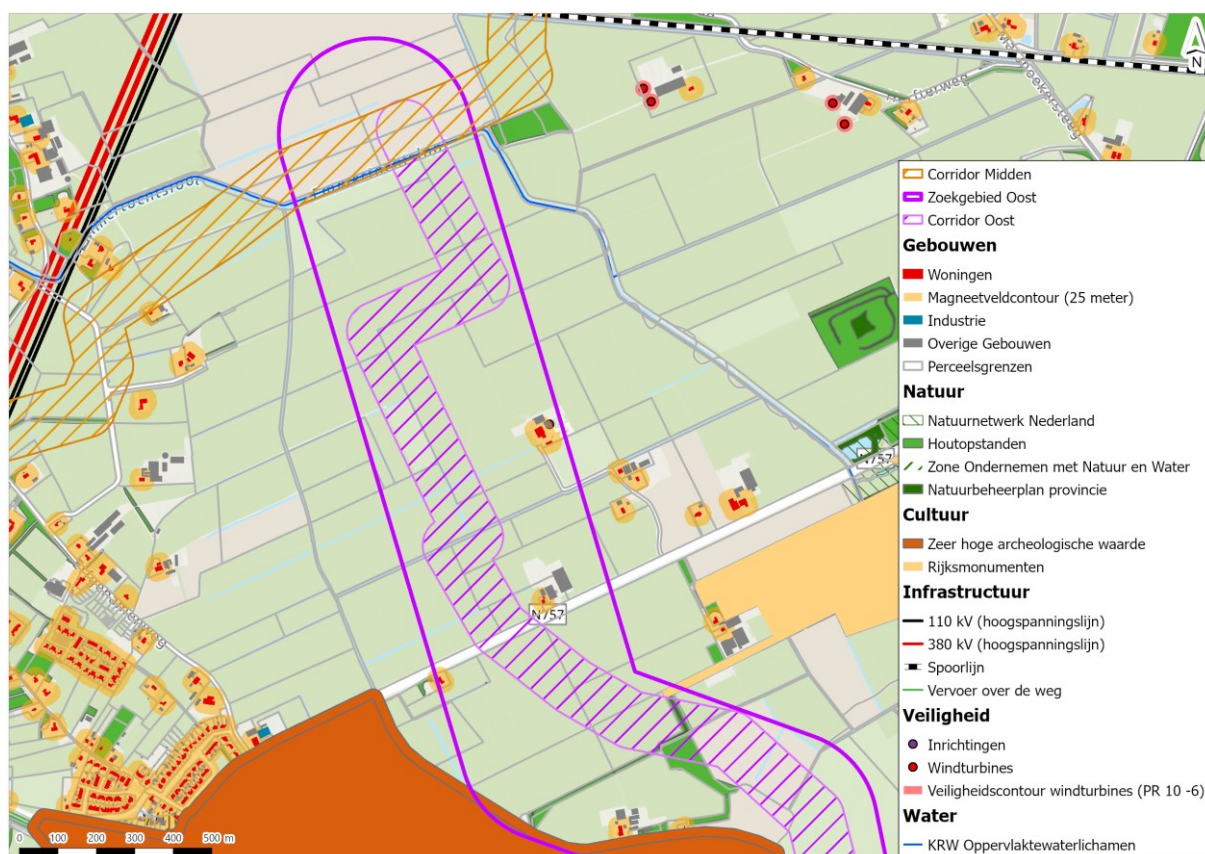 N
N757
N757
0 100 200 300 400 500 m
Corridor Midden
Zoekgebied Oost
Corridor Oost
Gebouwen
Woningen
Magneetveldcontour (25 meter)
Industrie
Overige Gebouwen
Perceelsgrenzen
Natuur
Natuurnetwerk Nederland
Houtopstanden
Zone Ondernemen met Natuur en Water
Natuurbeheerplan provincie
Cultuur
Zeer hoge archeologische waarde
Rijksmonumenten
Infrastructuur
110 kV (hoogspanningslijn)
380 kV (hoogspanningslijn)
Spoorlijn
Vervoer over de weg
Veiligheid
Inrichtingen
Windturbines
Veiligheidscontour windturbines (PR 10 -6)
Water
KRW Oppervlaktewaterlichamen